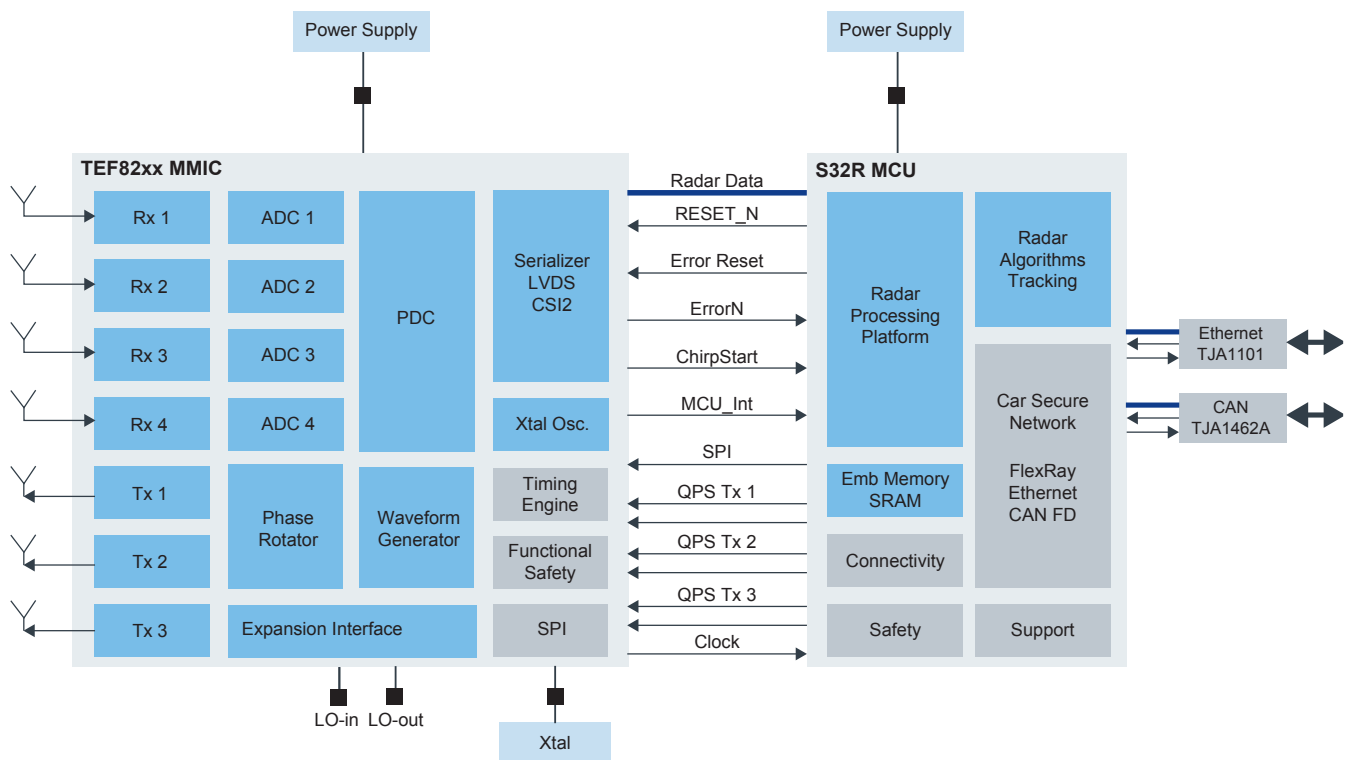 Power Supply
Power Supply
TEF82xx MMIC
Rx 1
Rx 2
Rx 3
Rx 4
Tx 1
Tx 2
Tx 3
ADC 1
ADC 2
ADC 3
ADC 4
Phase
Rotator
PDC
Waveform
Generator
Expansion Interface
Serializer
LVDS
CSI2
Xtal Osc.
Timing
Engine
Functional
Safety
SPI
LO-in
LO-out
Xtal
Radar Data
RESET_N
Error Reset
ErrorN
ChirpStart
MCU_Int
SPI
QPS Tx 1
QPS Tx 2
QPS Tx 3
Clock
S32R MCU
Radar
Processing
Platform
Emb Memory
SRAM
Connectivity
Safety
Radar
Algorithms
Tracking
Car Secure
Network
FlexRay
Ethernet
CAN FD
Support
Ethernet
TJA1101
CAN
TJA1462A